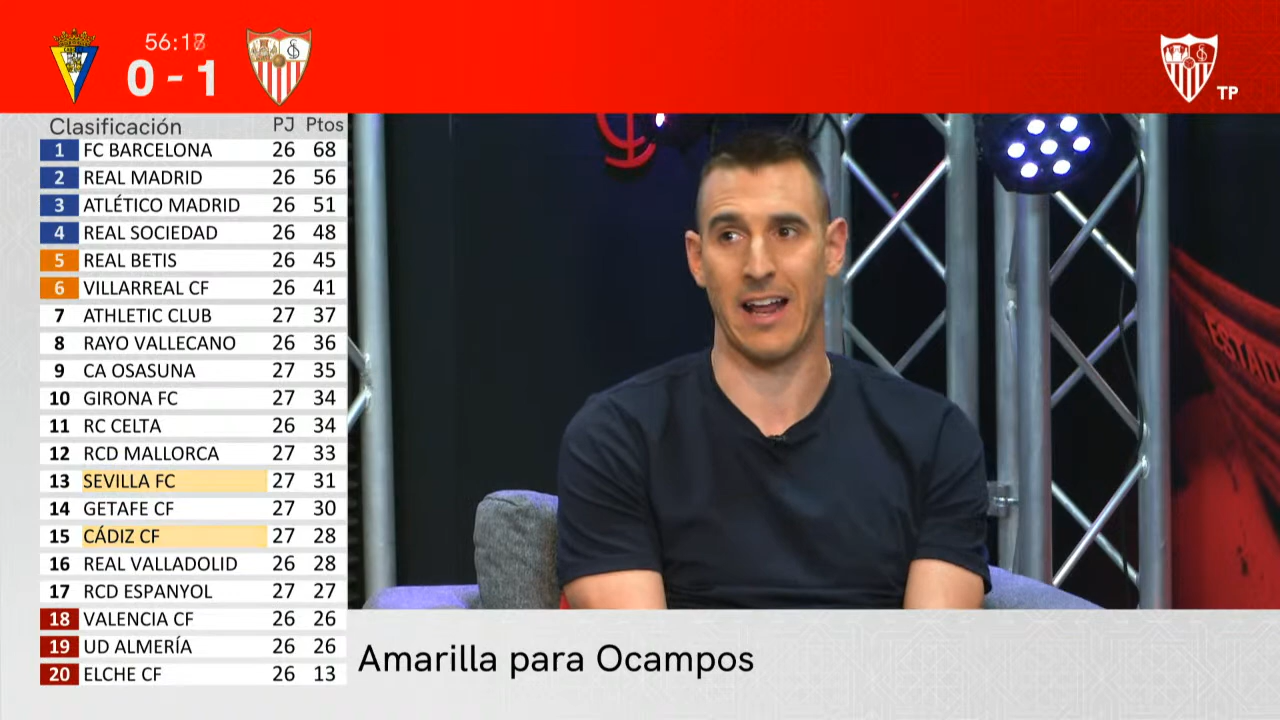 56:18
0 - 1
TP
Clasificación PJ Ptos
1 FC BARCELONA 26 68
2 REAL MADRID 26 56
3 ATLÉTICO MADRID 26 51
4 REAL SOCIEDAD 26 48
5 REAL BETIS 26 45
6 VILLARREAL CF 26 41
7 ATHLETIC CLUB 27 37
8 RAYO VALLECANO 26 36
9 CA OSASUNA 27 35
10 GIRONA FC 27 34
11 RC CELTA 26 34
12 RCD MALLORCA 27 33
13 SEVILLA FC 27 31
14 GETAFE CF 27 30
15 CÁDIZ CF 27 28
16 REAL VALLADOLID 26 28
17 RCD ESPANYOL 27 27
18 VALENCIA CF 26 26
19 UD ALMERÍA 26 26
20 ELCHE CF 26 13
ESTAD
Amarilla para Ocampos